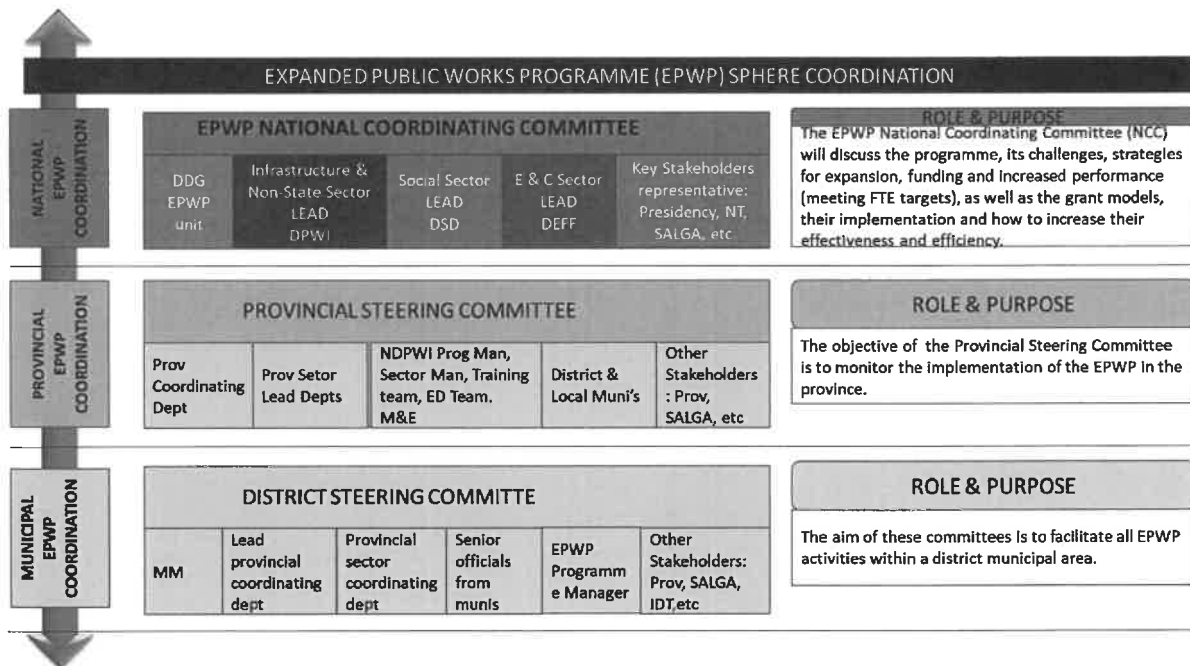 EXPANDED PUBLIC WORKS PROGRAMME (EPWP) SPHERE COORDINATION
NATIONAL
EPWP
COORDINATION
EPWP NATIONAL COORDINATING COMMITTEE
DDG
EPWP
unit
Infrastructure &
Non-State Sector
LEAD
DPWI
Social Sector
LEAD
DSD
E & C Sector
LEAD
DEFF
Key Stakeholders
representative:
Presidency, NT,
SALGA, etc
ROLE & PURPOSE
The EPWP National Coordinating Committee (NCC)
will discuss the programme, its challenges, strategies
for expansion, funding and increased performance
(meeting FTE targets), as well as the grant models,
their implementation and how to increase their
effectiveness and efficiency.
PROVINCIAL
EPWP
COORDINATION
PROVINCIAL STEERING COMMITTEE
Prov
Coordinating
Dept
Prov Setor
Lead Depts
NDPWI Prog Man,
Sector Man, Training
team, ED Team.
M&E
District &
Local Muni's
Other
Stakeholders
: Prov,
SALGA, etc
ROLE & PURPOSE
The objective of the Provincial Steering Committee
is to monitor the implementation of the EPWP in the
province.
MUNICIPAL
EPWP
COORDINATION
DISTRICT STEERING COMMITTE
MM
Lead
provincial
coordinating
dept
Provincial
sector
coordinating
dept
Senior
officials
from
munis
EPWP
Programm
e Manager
Other
Stakeholders:
Prov, SALGA,
IDT,etc
ROLE & PURPOSE
The aim of these committees is to facilitate all EPWP
activities within a district municipal area.